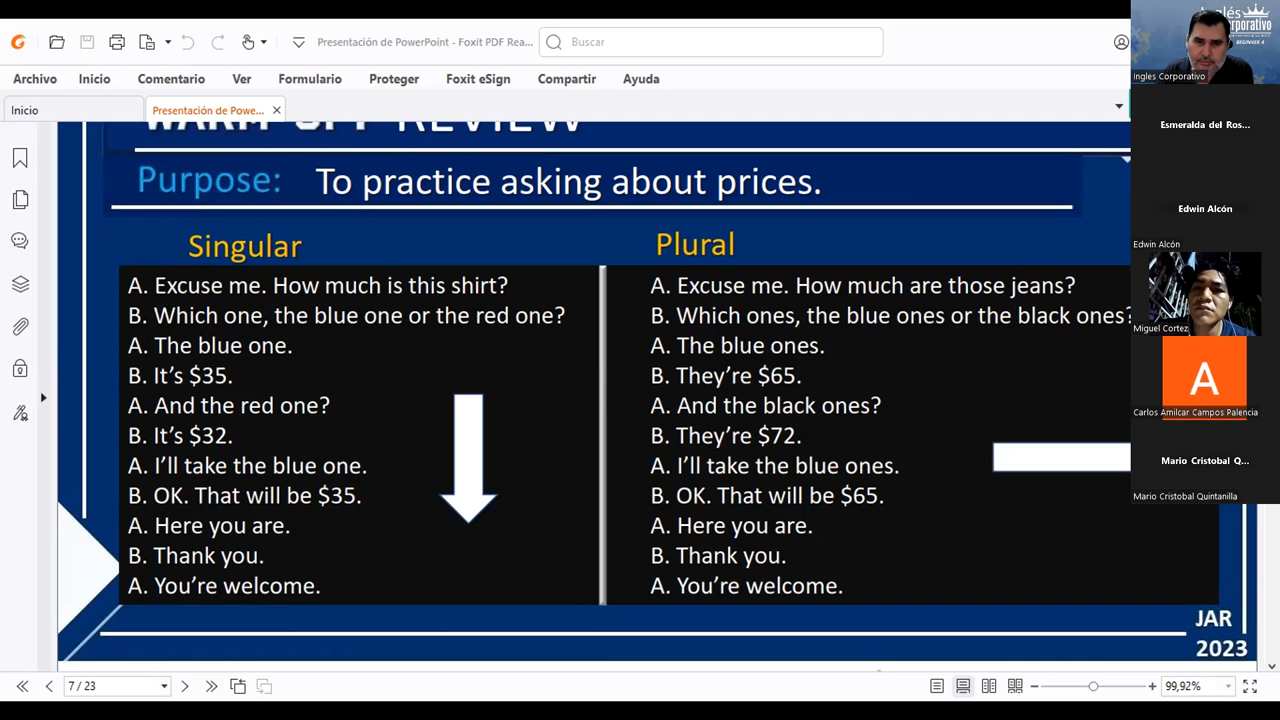 Presentación de PowerPoint - Foxit PDF Rea...
Buscar
Archivo Inicio Comentario Ver Formulario Proteger Foxit eSign Compartir Ayuda
Inicio
Presentación de Powe...
WARM-UP/ REVIEW
Purpose: To practice asking about prices.
Singular
A. Excuse me. How much is this shirt?
B. Which one, the blue one or the red one?
A. The blue one.
B. It's $35.
A. And the red one?
B. It's $32.
A. I'll take the blue one.
B. OK. That will be $35.
A. Here you are.
B. Thank you.
A. You're welcome.
Plural
A. Excuse me. How much are those jeans?
B. Which ones, the blue ones or the black ones?
A. The blue ones.
B. They're $65.
A. And the black ones?
B. They're $72.
A. I'll take the blue ones.
B. OK. That will be $65.
A. Here you are.
B. Thank you.
A. You're welcome.
JAR
2023
7 / 23
99,92%
Inglés
Corporativo
BEGINNER 4
Ingles Corporativo
Esmeralda del Ros...
Edwin Alcón
Edwin Alcón
Miguel Cortez
A
Carlos Amilcar Campos Palencia
Mario Cristobal Q...
Mario Cristobal Quintanilla